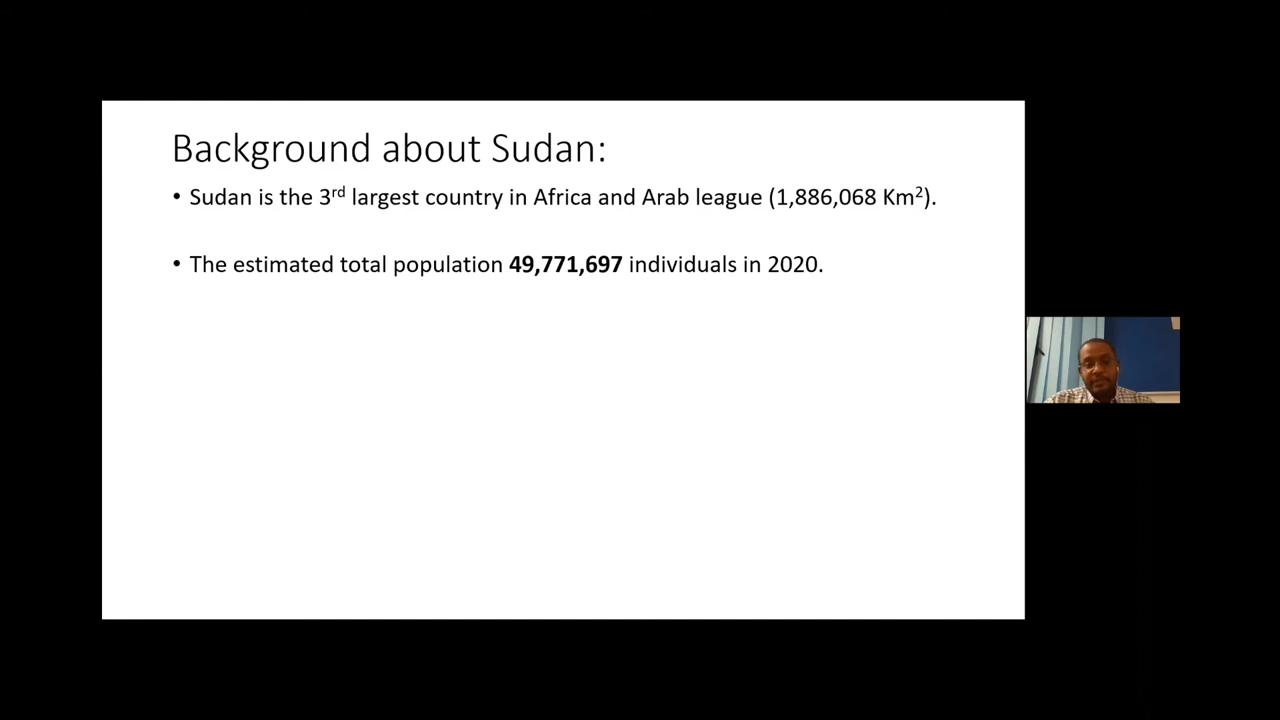 Background about Sudan:
• Sudan is the 3rd largest country in Africa and Arab league (1,886,068 Km²).
• The estimated total population 49,771,697 individuals in 2020.